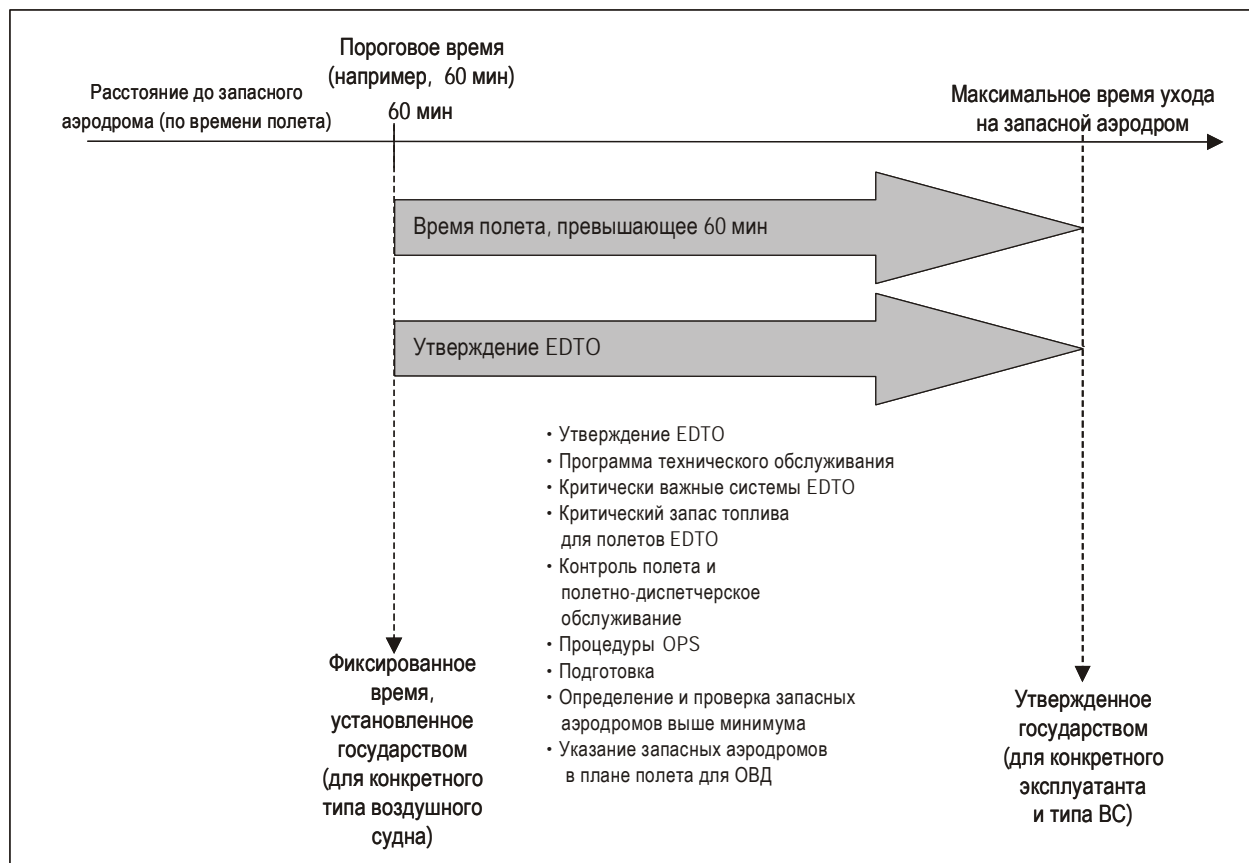 Пороговое время
(например, 60 мин)
60 мин
Расстояние до запасного
аэродрома (по времени полета)
Максимальное время ухода
на запасной аэродром
Время полета, превышающее 60 мин
Утверждение EDTO
• Утверждение EDTO
• Программа технического обслуживания
• Критически важные системы EDTO
• Критический запас топлива
для полетов EDTO
• Контроль полета и
полетно-диспетчерское
обслуживание
• Процедуры OPS
• Подготовка
• Определение и проверка запасных
аэродромов выше минимума
• Указание запасных аэродромов
в плане полета для ОВД
Фиксированное
время,
установленное
государством
(для конкретного
типа воздушного
судна)
Утвержденное
государством
(для конкретного
эксплуатанта
и типа ВС)